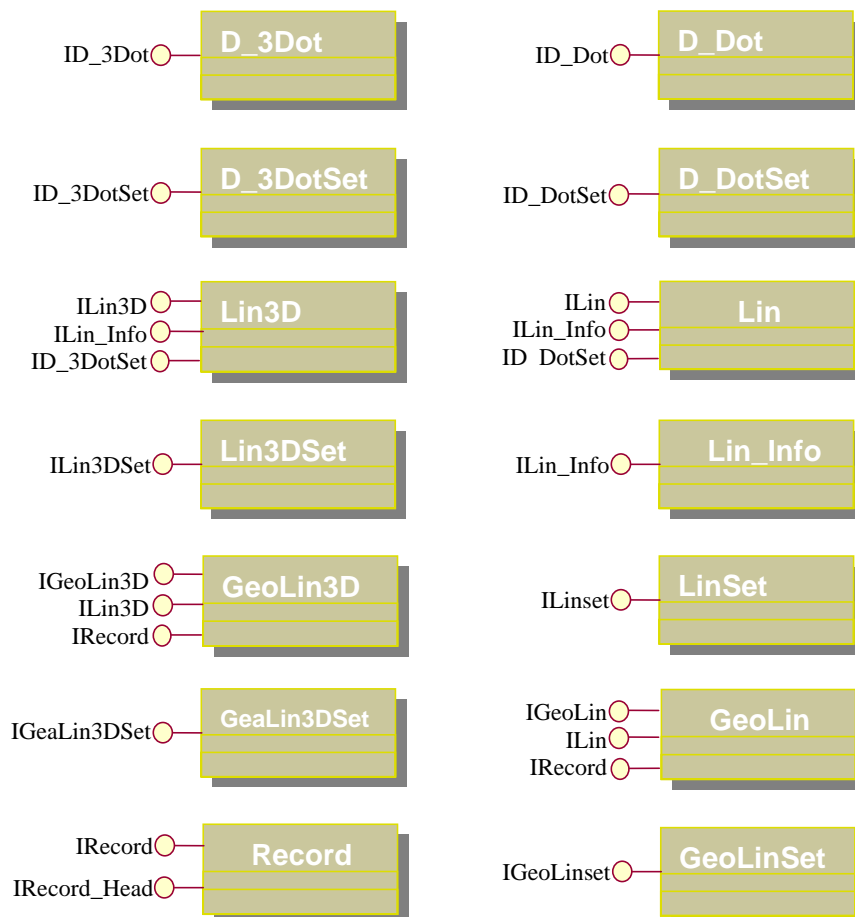 ID_3Dot
D_3Dot
ID_Dot
D_Dot
ID_3DotSet
D_3DotSet
ID_DotSet
D_DotSet
ILin3D
ILin_Info
ID_3DotSet
Lin3D
ILin
ILin_Info
ID DotSet
Lin
ILin3DSet
Lin3DSet
ILin_Info
Lin_Info
IGeoLin3D
ILin3D
IRecord
GeoLin3D
ILinset
LinSet
IGeaLin3DSet
GeaLin3DSet
IGeoLin
ILin
IRecord
GeoLin
IRecord
IRecord_Head
Record
IGeoLinset
GeoLinSet